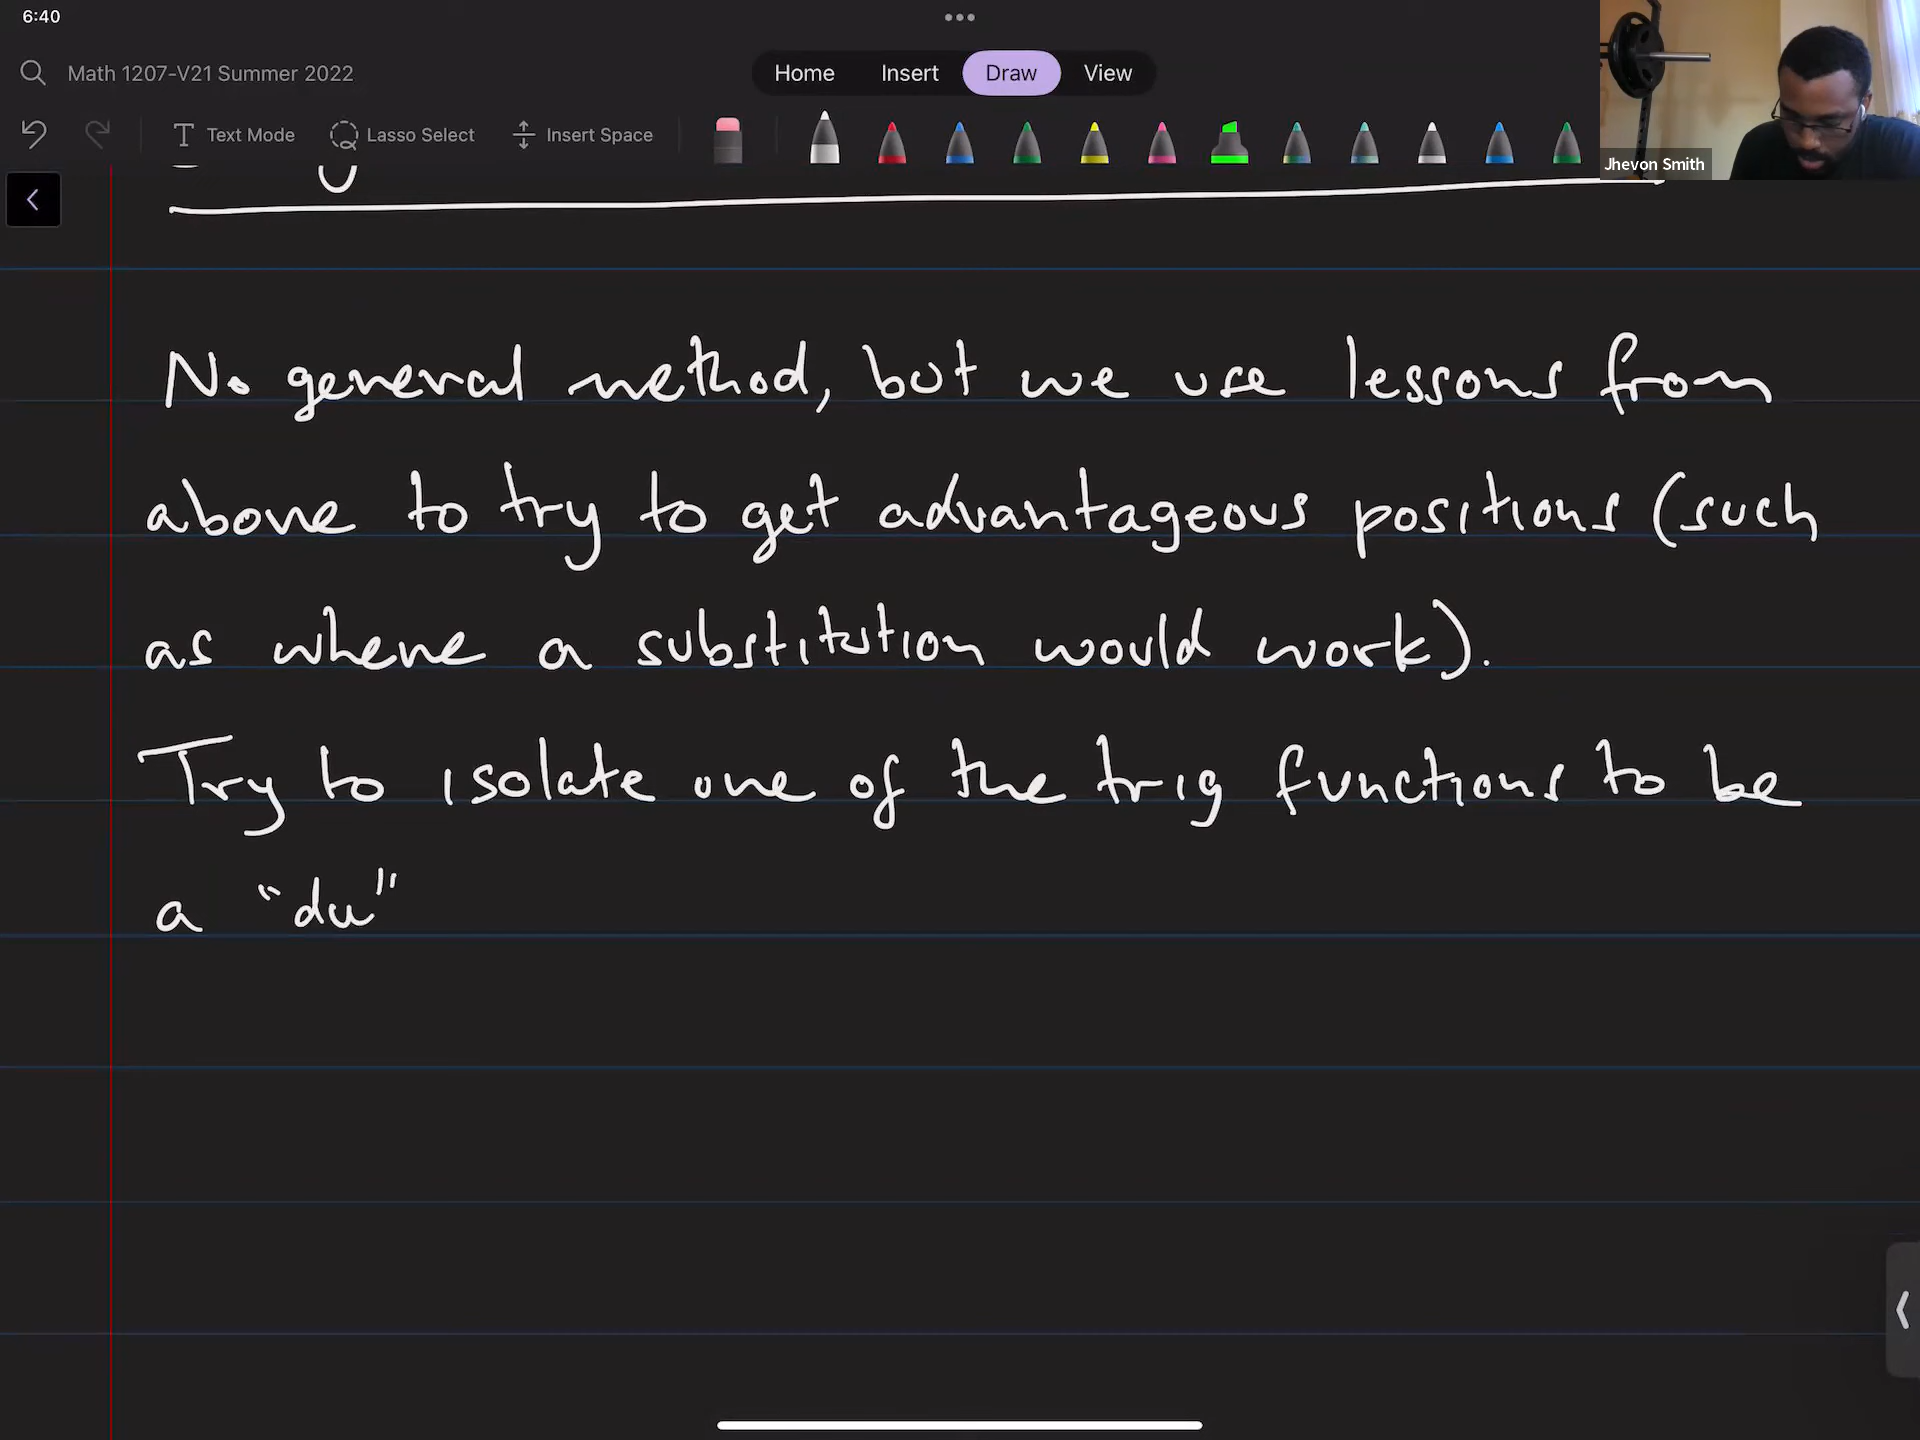 6:40
Math 1207-V21 Summer 2022
Home Insert Draw View
Text Mode Lasso Select Insert Space
Jhevon Smith
No general method, but we use lessons from
above to try to get advantageous positions (such
as where a substitution would work).
Try to isolate one of the trig functions to be
a "du"